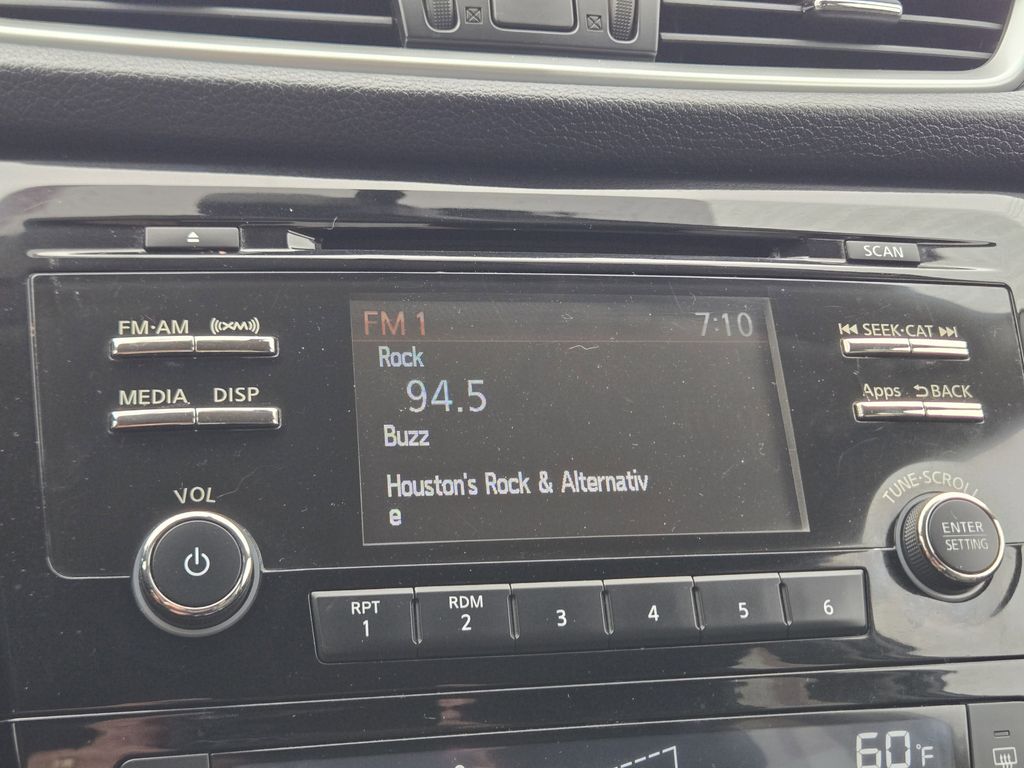 SCAN
FM·AM XM
SEEK·CAT
MEDIA DISP
Apps BACK
FM 1 7:10
Rock
94.5
Buzz
Houston's Rock & Alternativ
e
VOL
TUNE·SCROLL
ENTER
SETTING
RPT
1
RDM
2
3
4
5
6
60°F